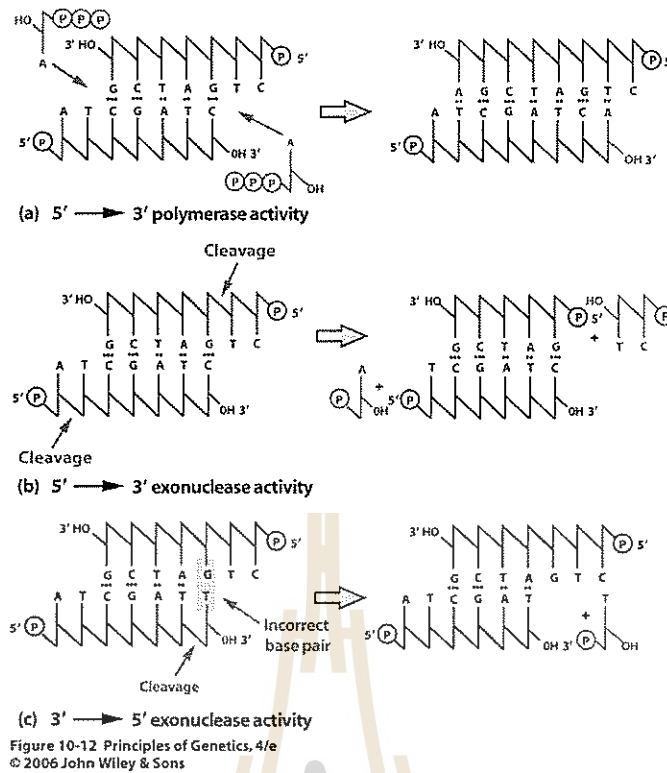 HO P P P
3' HO P 5'
A
G C T A G T C
A T C G A T C
5' P OH 3'
A
P P P OH
3' HO P 5'
A G C T A G T C
A T C G A T C A
5' P OH 3'
(a) 5' → 3' polymerase activity
Cleavage
3' HO P 5'
G C T A G T C
A T C G A T C
5' P OH 3'
Cleavage
3' HO P 5' + HO P
G C T A G T C
A T C G A T C
P OH + 5' P OH 3'
(b) 5' → 3' exonuclease activity
3' HO P 5'
G C T A G T C
A T C G A T T
5' P OH 3'
Incorrect
base pair
Cleavage
3' HO P 5'
G C T A G T C
A T C G A T T
5' P OH 3' + P OH
(c) 3' → 5' exonuclease activity
Figure 10-12 Principles of Genetics, 4/e
© 2006 John Wiley & Sons